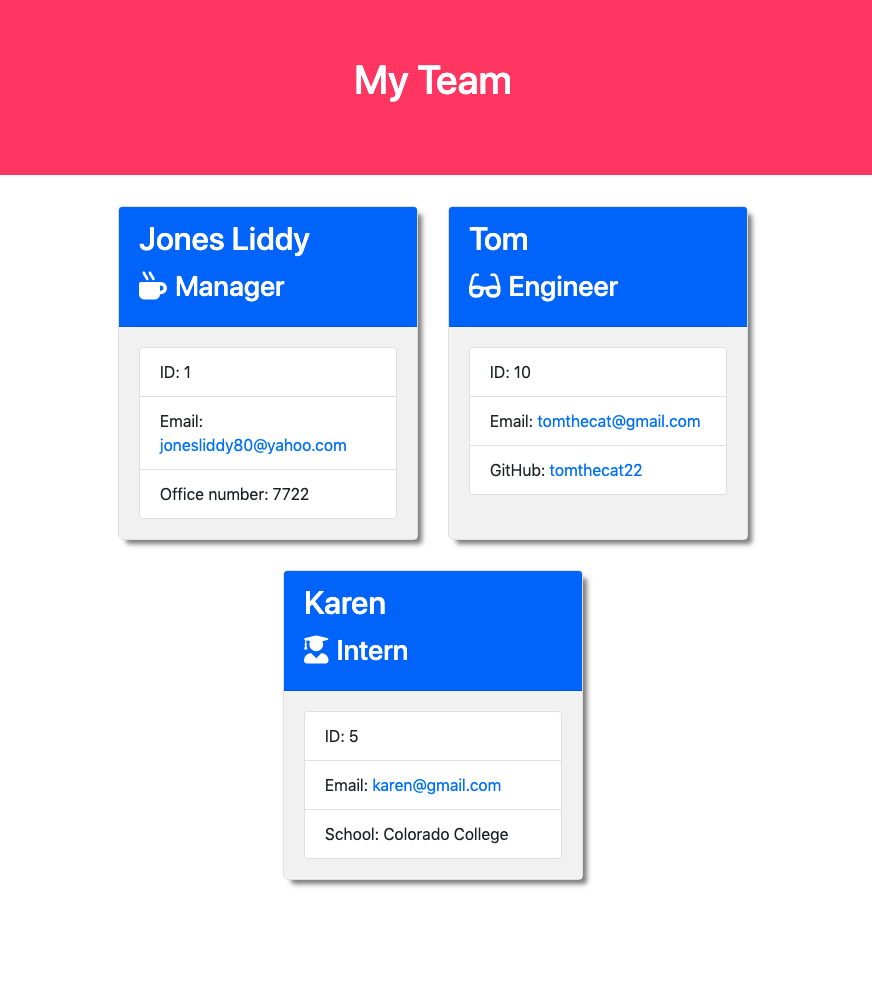 My Team
Jones Liddy
Manager
ID: 1
Email:
jonesliddy80@yahoo.com
Office number: 7722
Tom
Engineer
ID: 10
Email: tomthecat@gmail.com
GitHub: tomthecat22
Karen
Intern
ID: 5
Email: karen@gmail.com
School: Colorado College